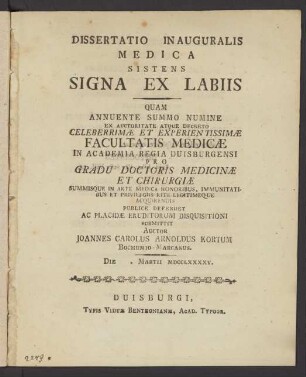 DISSERTATIO INAUGURALIS
MEDICA
SISTENS
SIGNA EX LABIIS
QUAM
ANNUENTE SUMMO NUMINE
EX AUCTORITATE ATQUE DECRETO
CELEBERRIMÆ ET EXPERIENTISSIMÆ
FACULTATIS MEDICÆ
IN ACADEMIA REGIA DUISBURGENSI
PRO
GRADU DOCTORIS MEDICINÆ
ET CHIRURGIÆ
SUMMISQUE IN ARTE MEDICA HONORIBUS, IMMUNITATI-
BUS ET PRIVILEGIIS RITE LEGITIMEQUE
ACQUIRENDIS
PUBLICE DEFENDET
AC PLACIDÆ ERUDITORUM DISQUISITIONI
SUBMITTIT
AUCTOR
JOANNES CAROLUS ARNOLDUS KORTUM
BOCHUMO-MARCANUS.
DIE MARTII MDCCLXXXXV.
DUISBURGI,
TYPIS VIDUÆ BENTHONIANÆ, ACAD. TYPOGR.